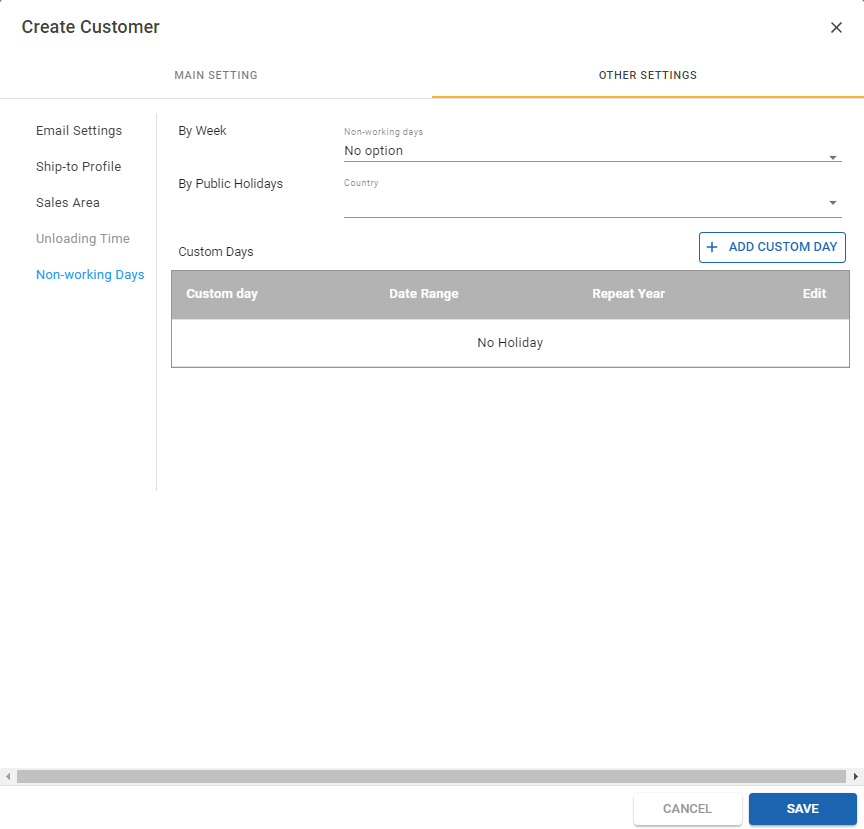 Create Customer
MAIN SETTING
OTHER SETTINGS
Email Settings
Ship-to Profile
Sales Area
Unloading Time
Non-working Days
By Week
Non-working days
No option
By Public Holidays
Country
Custom Days
+ ADD CUSTOM DAY
Custom day Date Range Repeat Year Edit
No Holiday
CANCEL
SAVE